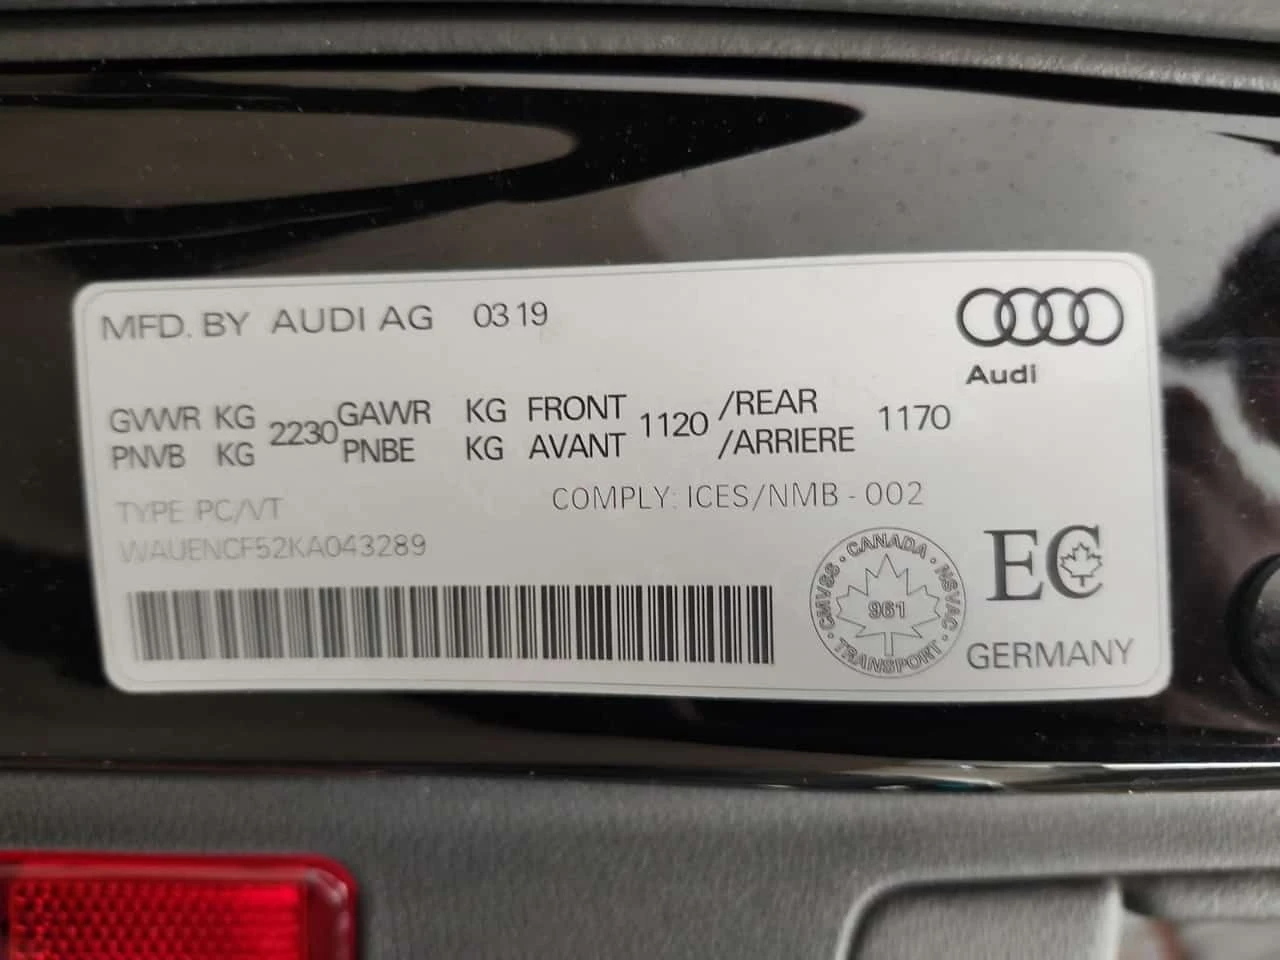 MFD. BY AUDI AG 03 19
Audi
GVWR KG 2230 GAWR KG FRONT 1120 /REAR 1170
PNVB KG PNBE KG AVANT /ARRIERE
TYPE PC/VT COMPLY: ICES/NMB - 002
WAUENCF52KA043289
CMVSS · CANADA · NSVAC · TRANSPORT ·
961
EC
GERMANY